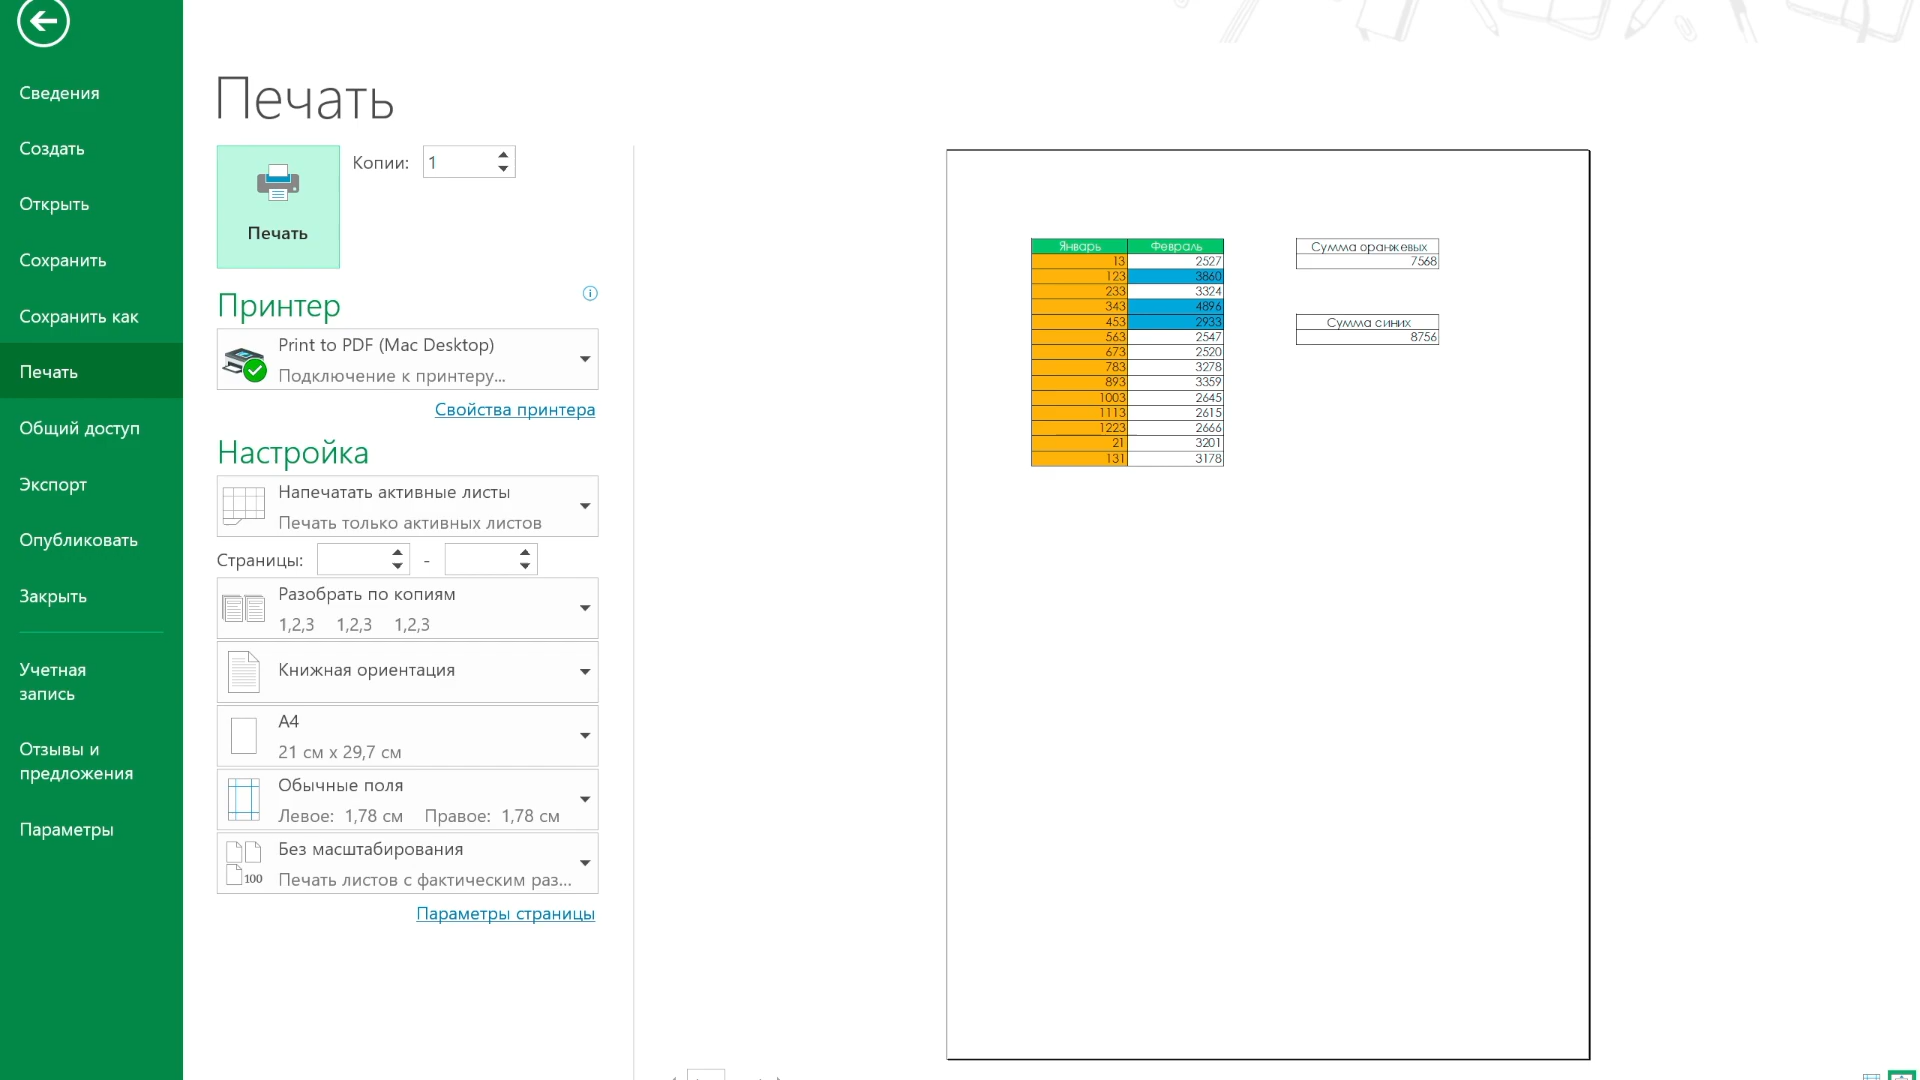 Сведения
Создать
Открыть
Сохранить
Сохранить как
Печать
Общий доступ
Экспорт
Опубликовать
Закрыть
Учетная
запись
Отзывы и
предложения
Параметры
Печать
Печать
Копии: 1
Принтер
Print to PDF (Mac Desktop)
Подключение к принтеру...
Свойства принтера
Настройка
Напечатать активные листы
Печать только активных листов
Страницы: -
Разобрать по копиям
1,2,3 1,2,3 1,2,3
Книжная ориентация
A4
21 см x 29,7 см
Обычные поля
Левое: 1,78 см Правое: 1,78 см
100
Без масштабирования
Печать листов с фактическим раз...
Параметры страницы
Январь Февраль
13 2527
123 3860
233 3324
343 4896
453 2933
563 2547
673 2520
783 3278
893 3359
1003 2645
1113 2615
1223 2666
21 3201
131 3178
Сумма оранжевых
7568
Сумма синих
8756